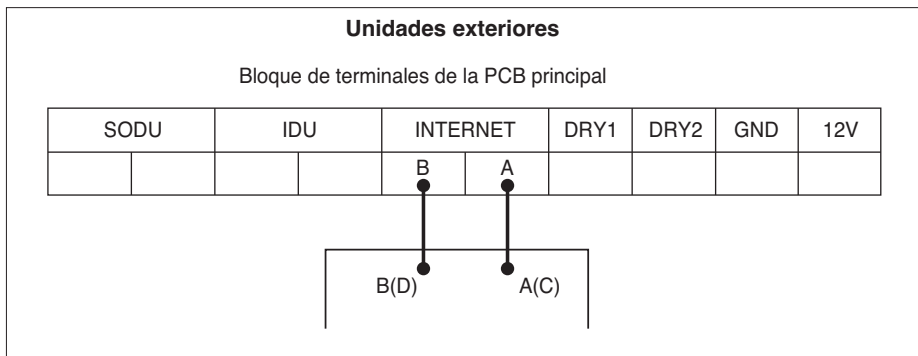 Unidades exteriores
Bloque de terminales de la PCB principal
SODU IDU INTERNET DRY1 DRY2 GND 12V
B A
B(D) A(C)